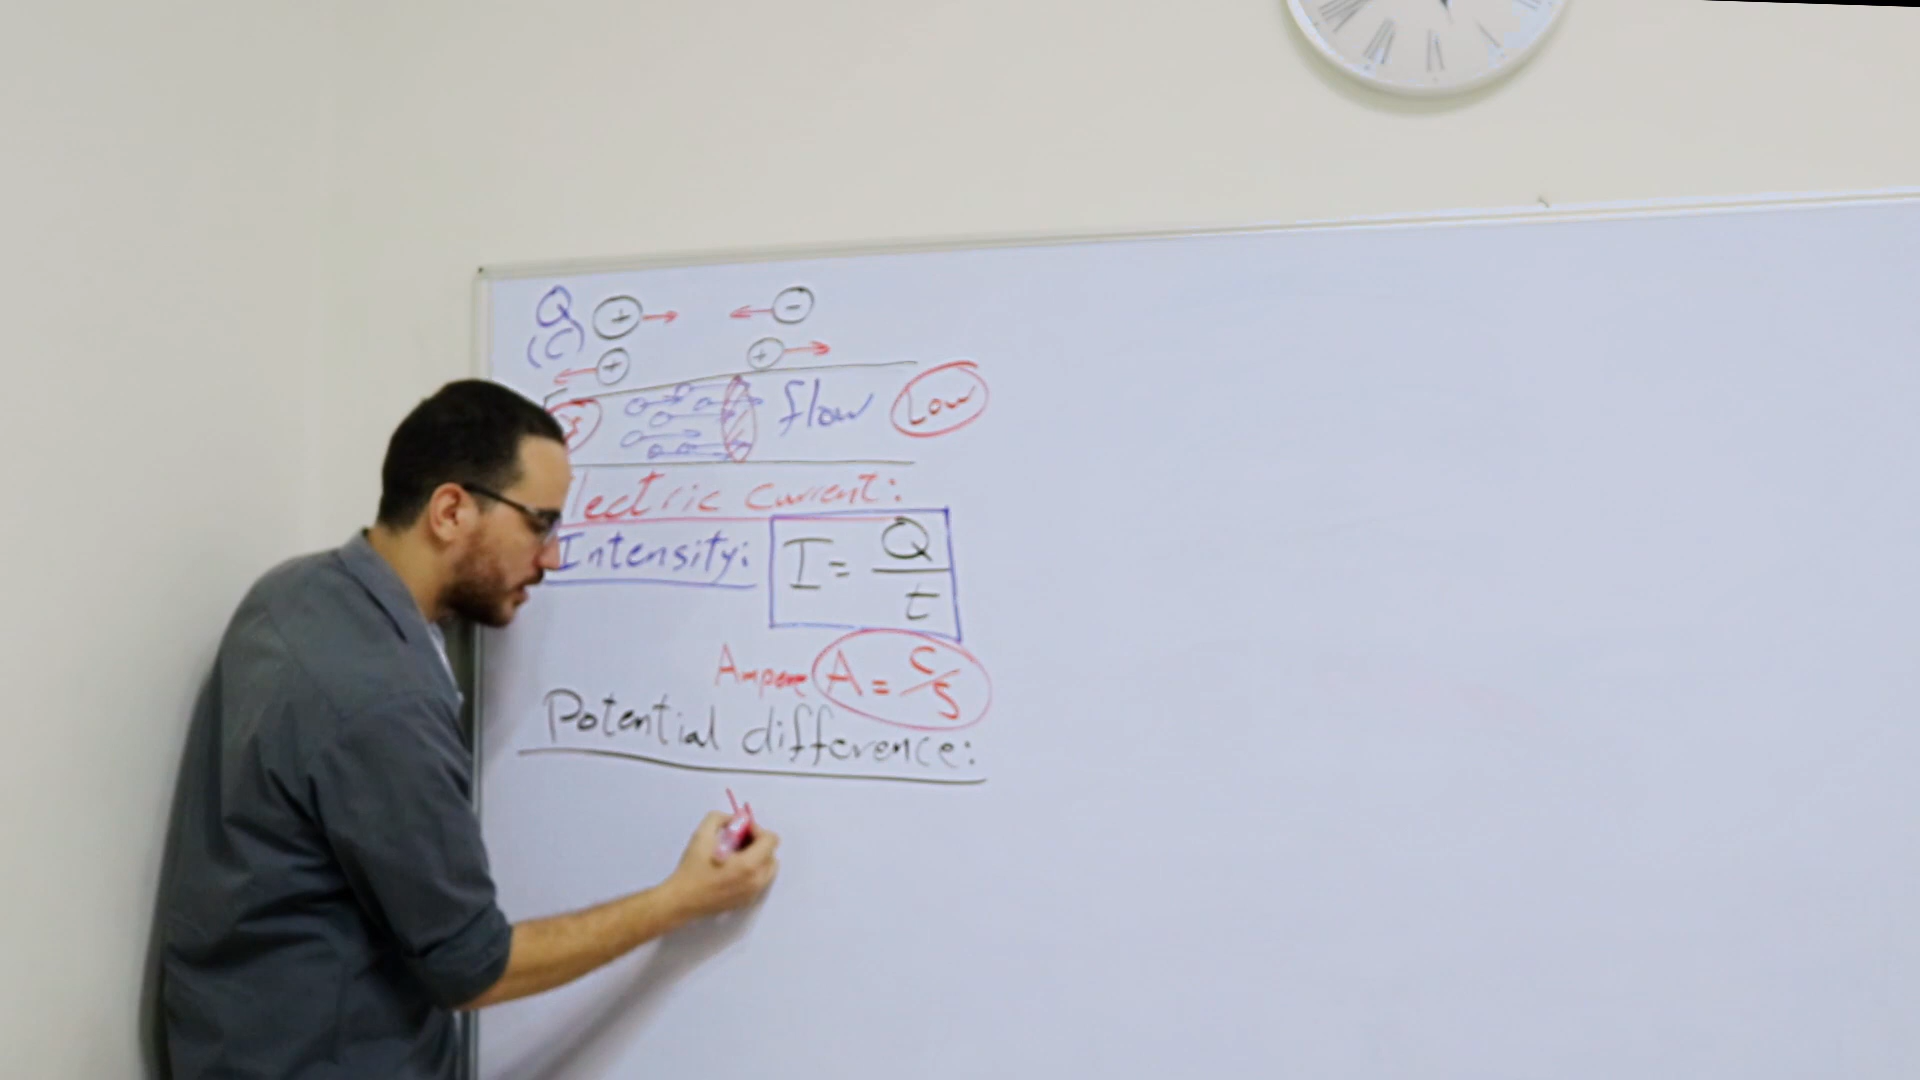 Q + -
(C) + +
flow Low
lectric current:
Intensity: I = Q/t
Ampere A = C/S
Potential difference: